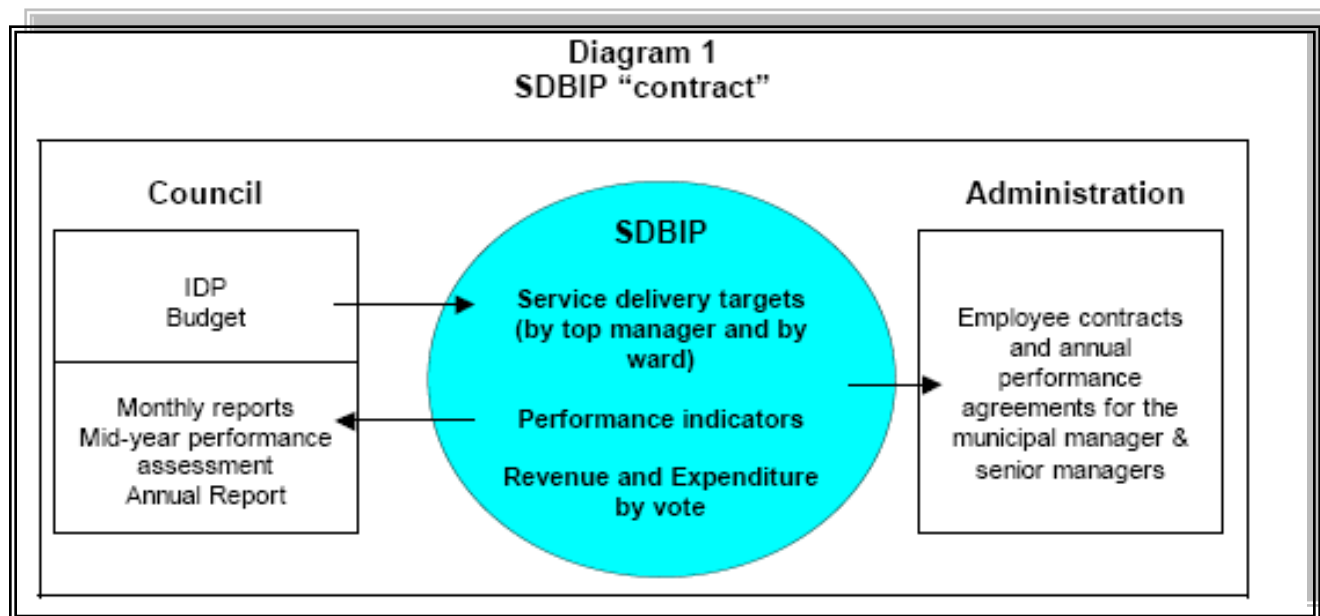 Diagram 1
SDBIP “contract”
Council
IDP
Budget
Monthly reports
Mid-year performance
assessment
Annual Report
SDBIP
Service delivery targets
(by top manager and by
ward)
Performance indicators
Revenue and Expenditure
by vote
Administration
Employee contracts
and annual
performance
agreements for the
municipal manager &
senior managers